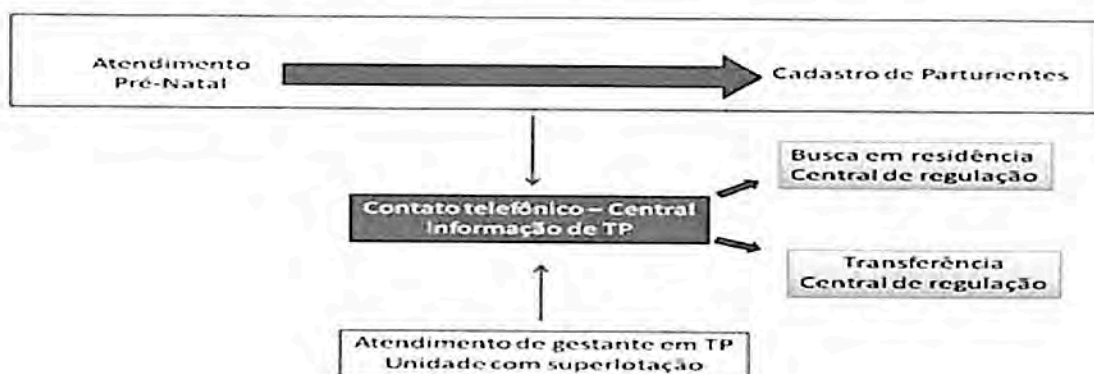 Atendimento
Pré-Natal
Cadastro de Parturientes
Busca em residência
Central de regulação
Contato telefônico – Central
Informação de TP
Transferência
Central de regulação
Atendimento de gestante em TP
Unidade com superlotação